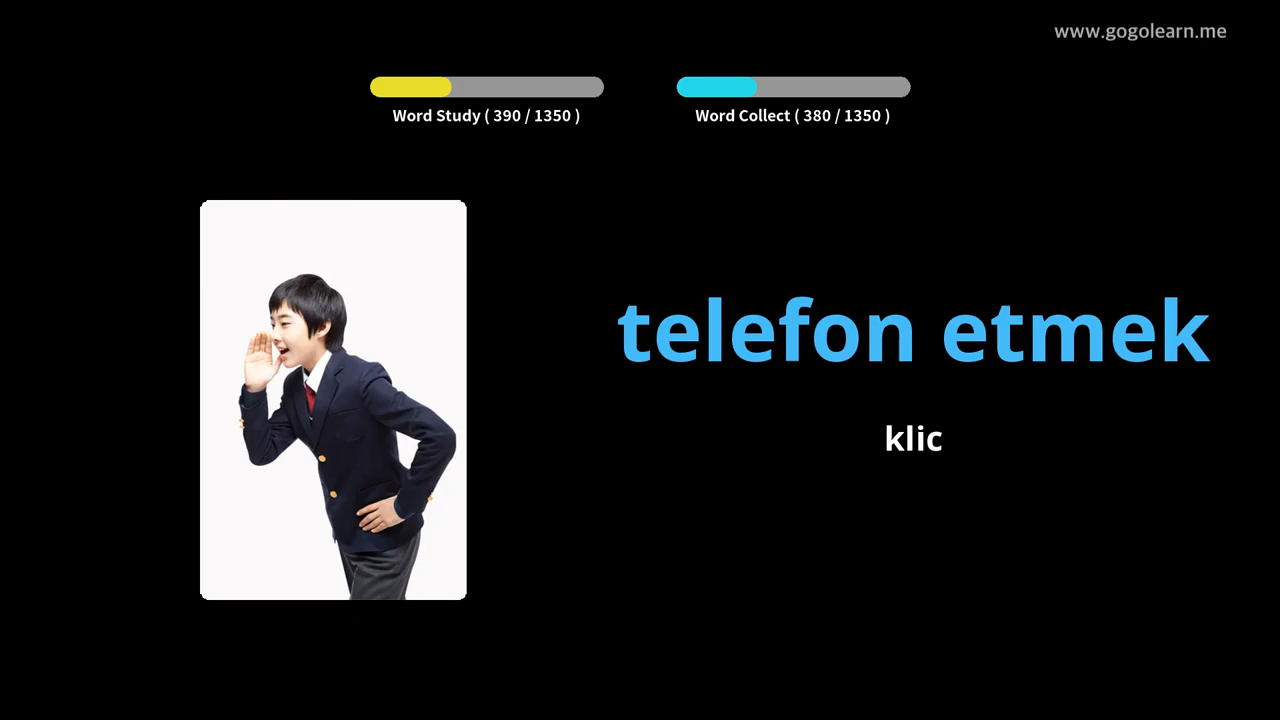 www.gogolearn.me
Word Study ( 390 / 1350 )
Word Collect ( 380 / 1350 )
telefon etmek
klic